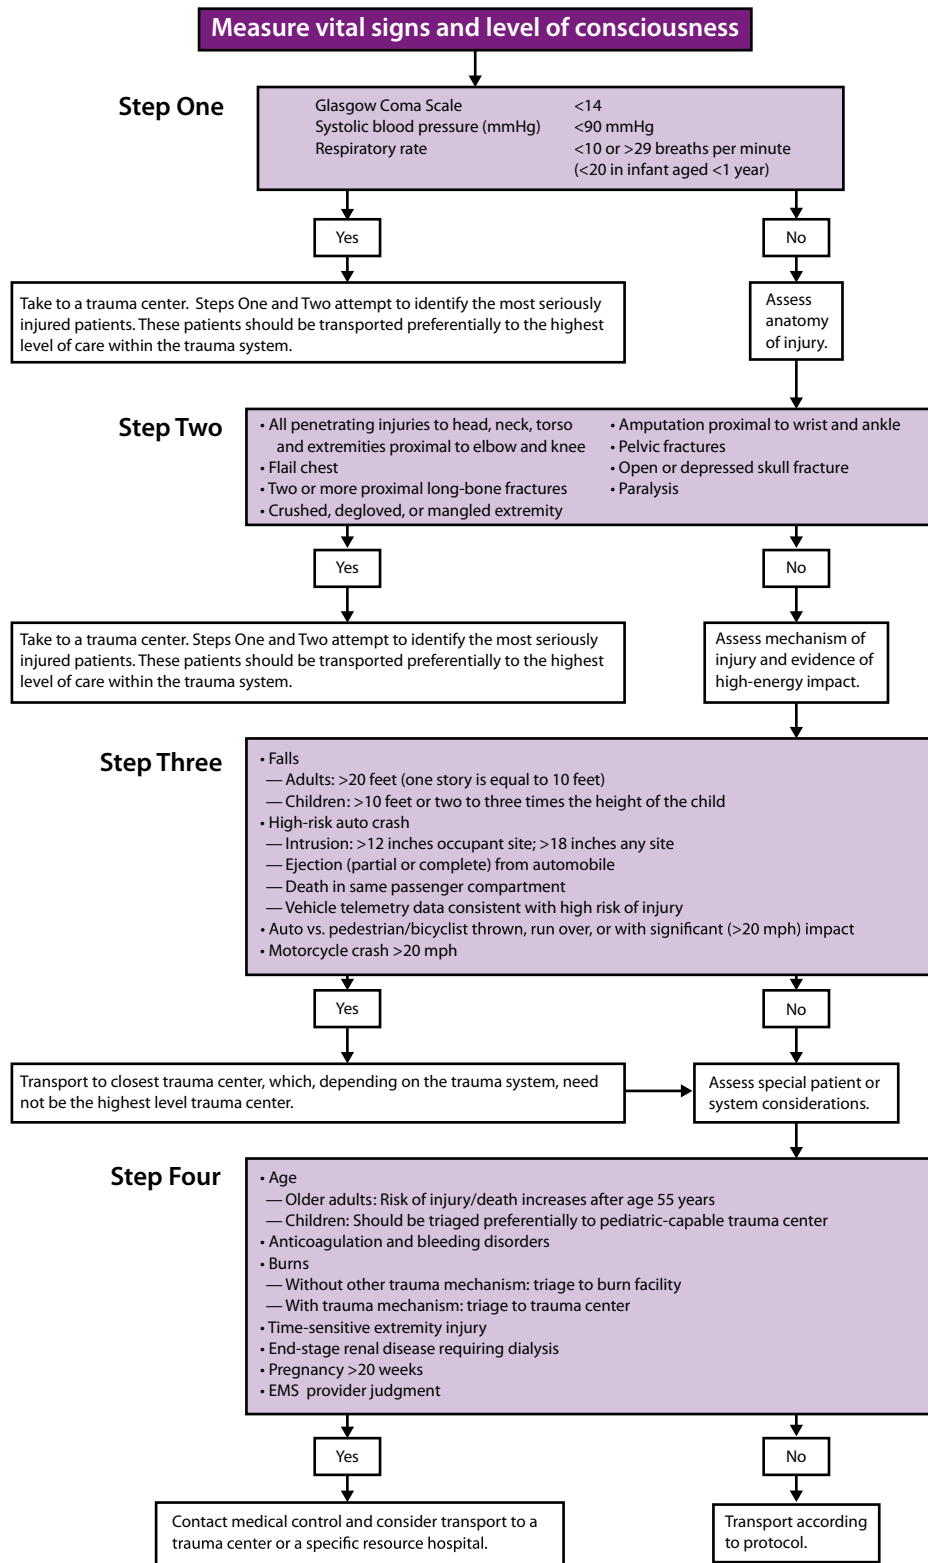 Measure vital signs and level of consciousness
Step One
Glasgow Coma Scale <14
Systolic blood pressure (mmHg) <90 mmHg
Respiratory rate <10 or >29 breaths per minute
(<20 in infant aged <1 year)
Yes
No
Take to a trauma center. Steps One and Two attempt to identify the most seriously
injured patients. These patients should be transported preferentially to the highest
level of care within the trauma system.
Assess
anatomy
of injury.
Step Two
• All penetrating injuries to head, neck, torso
and extremities proximal to elbow and knee
• Flail chest
• Two or more proximal long-bone fractures
• Crushed, degloved, or mangled extremity
• Amputation proximal to wrist and ankle
• Pelvic fractures
• Open or depressed skull fracture
• Paralysis
Yes
No
Take to a trauma center. Steps One and Two attempt to identify the most seriously
injured patients. These patients should be transported preferentially to the highest
level of care within the trauma system.
Assess mechanism of
injury and evidence of
high-energy impact.
Step Three
• Falls
— Adults: >20 feet (one story is equal to 10 feet)
— Children: >10 feet or two to three times the height of the child
• High-risk auto crash
— Intrusion: >12 inches occupant site; >18 inches any site
— Ejection (partial or complete) from automobile
— Death in same passenger compartment
— Vehicle telemetry data consistent with high risk of injury
• Auto vs. pedestrian/bicyclist thrown, run over, or with significant (>20 mph) impact
• Motorcycle crash >20 mph
Yes
No
Transport to closest trauma center, which, depending on the trauma system, need
not be the highest level trauma center.
Assess special patient or
system considerations.
Step Four
• Age
— Older adults: Risk of injury/death increases after age 55 years
— Children: Should be triaged preferentially to pediatric-capable trauma center
• Anticoagulation and bleeding disorders
• Burns
— Without other trauma mechanism: triage to burn facility
— With trauma mechanism: triage to trauma center
• Time-sensitive extremity injury
• End-stage renal disease requiring dialysis
• Pregnancy >20 weeks
• EMS provider judgment
Yes
No
Contact medical control and consider transport to a
trauma center or a specific resource hospital.
Transport according
to protocol.